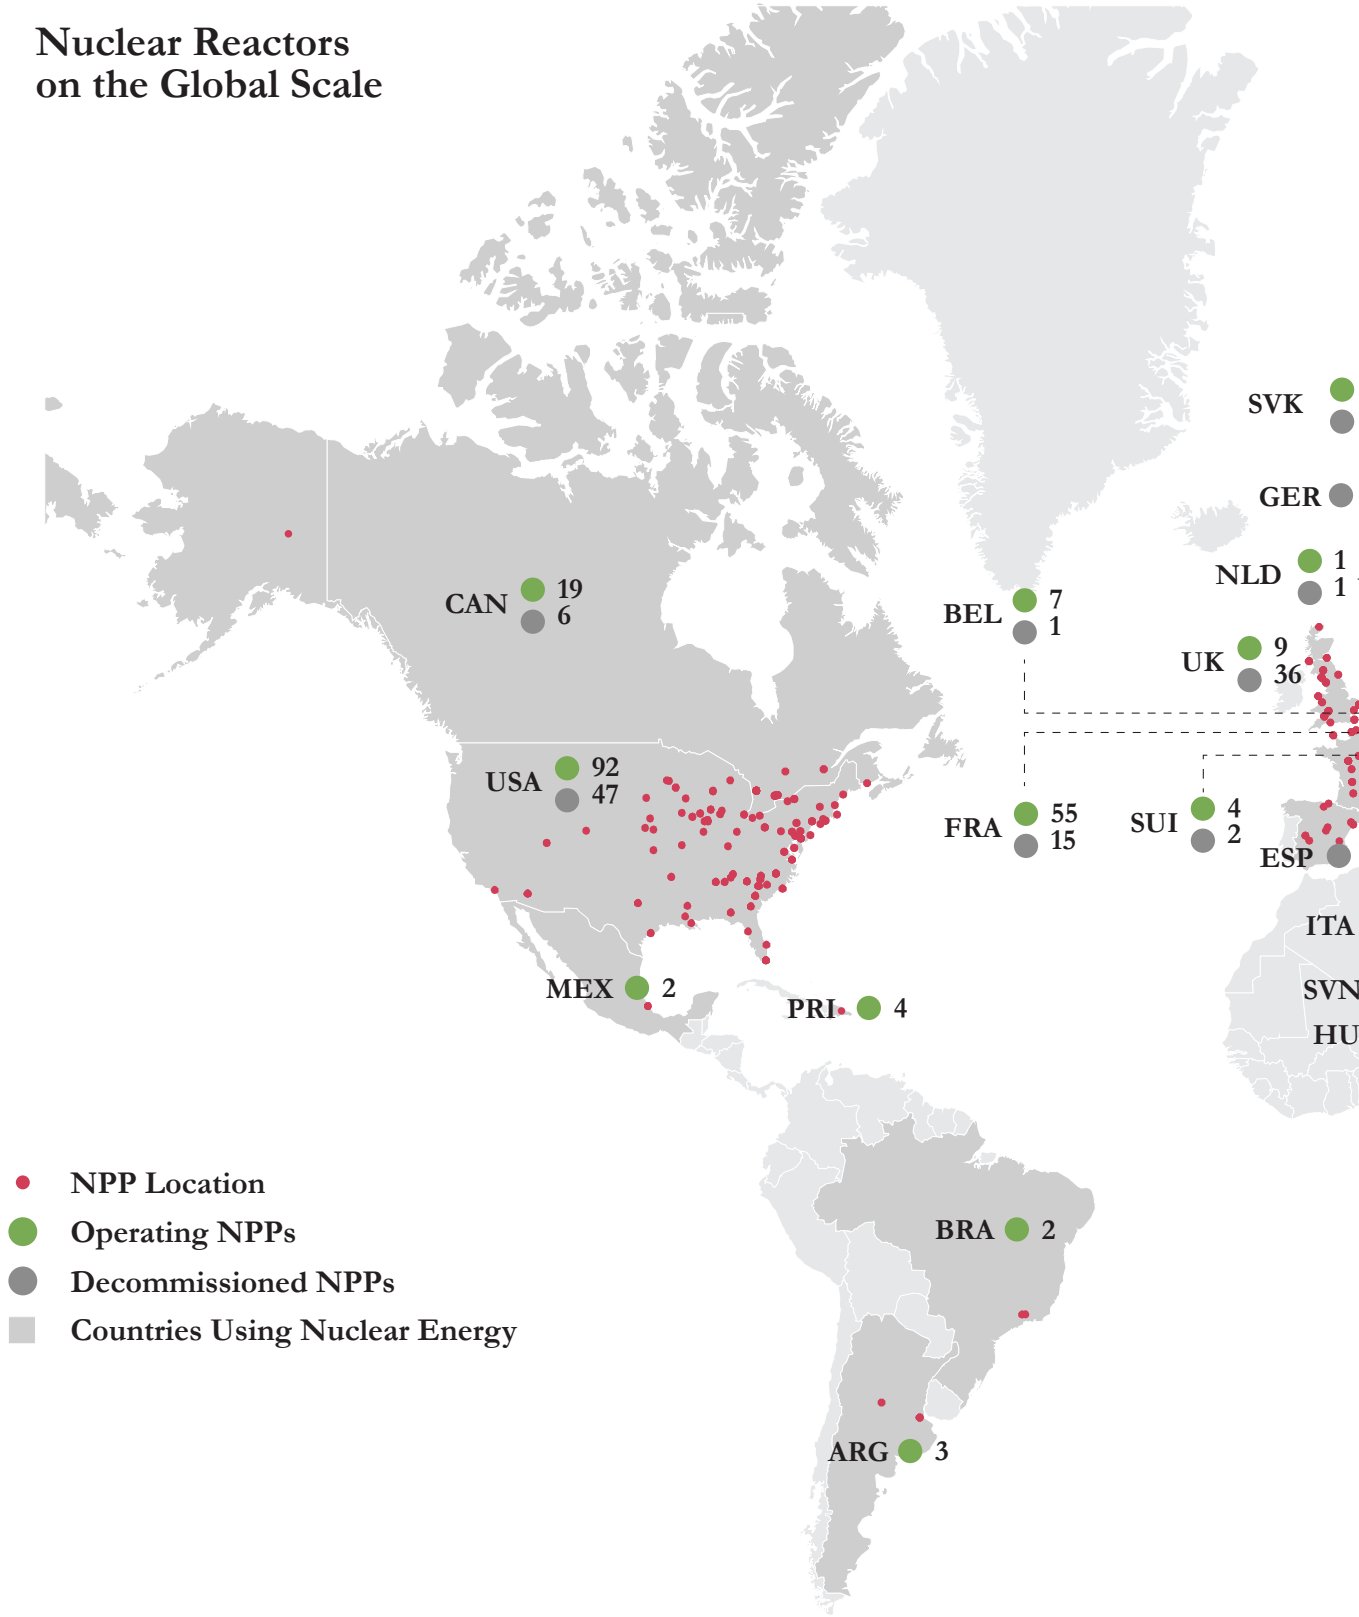 Nuclear Reactors
on the Global Scale
SVK
GER
NLD 1
1
CAN 19
6
BEL 7
1
UK 9
36
USA 92
47
FRA 55
15
SUI 4
2
ESP
ITA
MEX 2
PRI 4
SVN
HU
NPP Location
Operating NPPs
Decommissioned NPPs
Countries Using Nuclear Energy
BRA 2
ARG 3